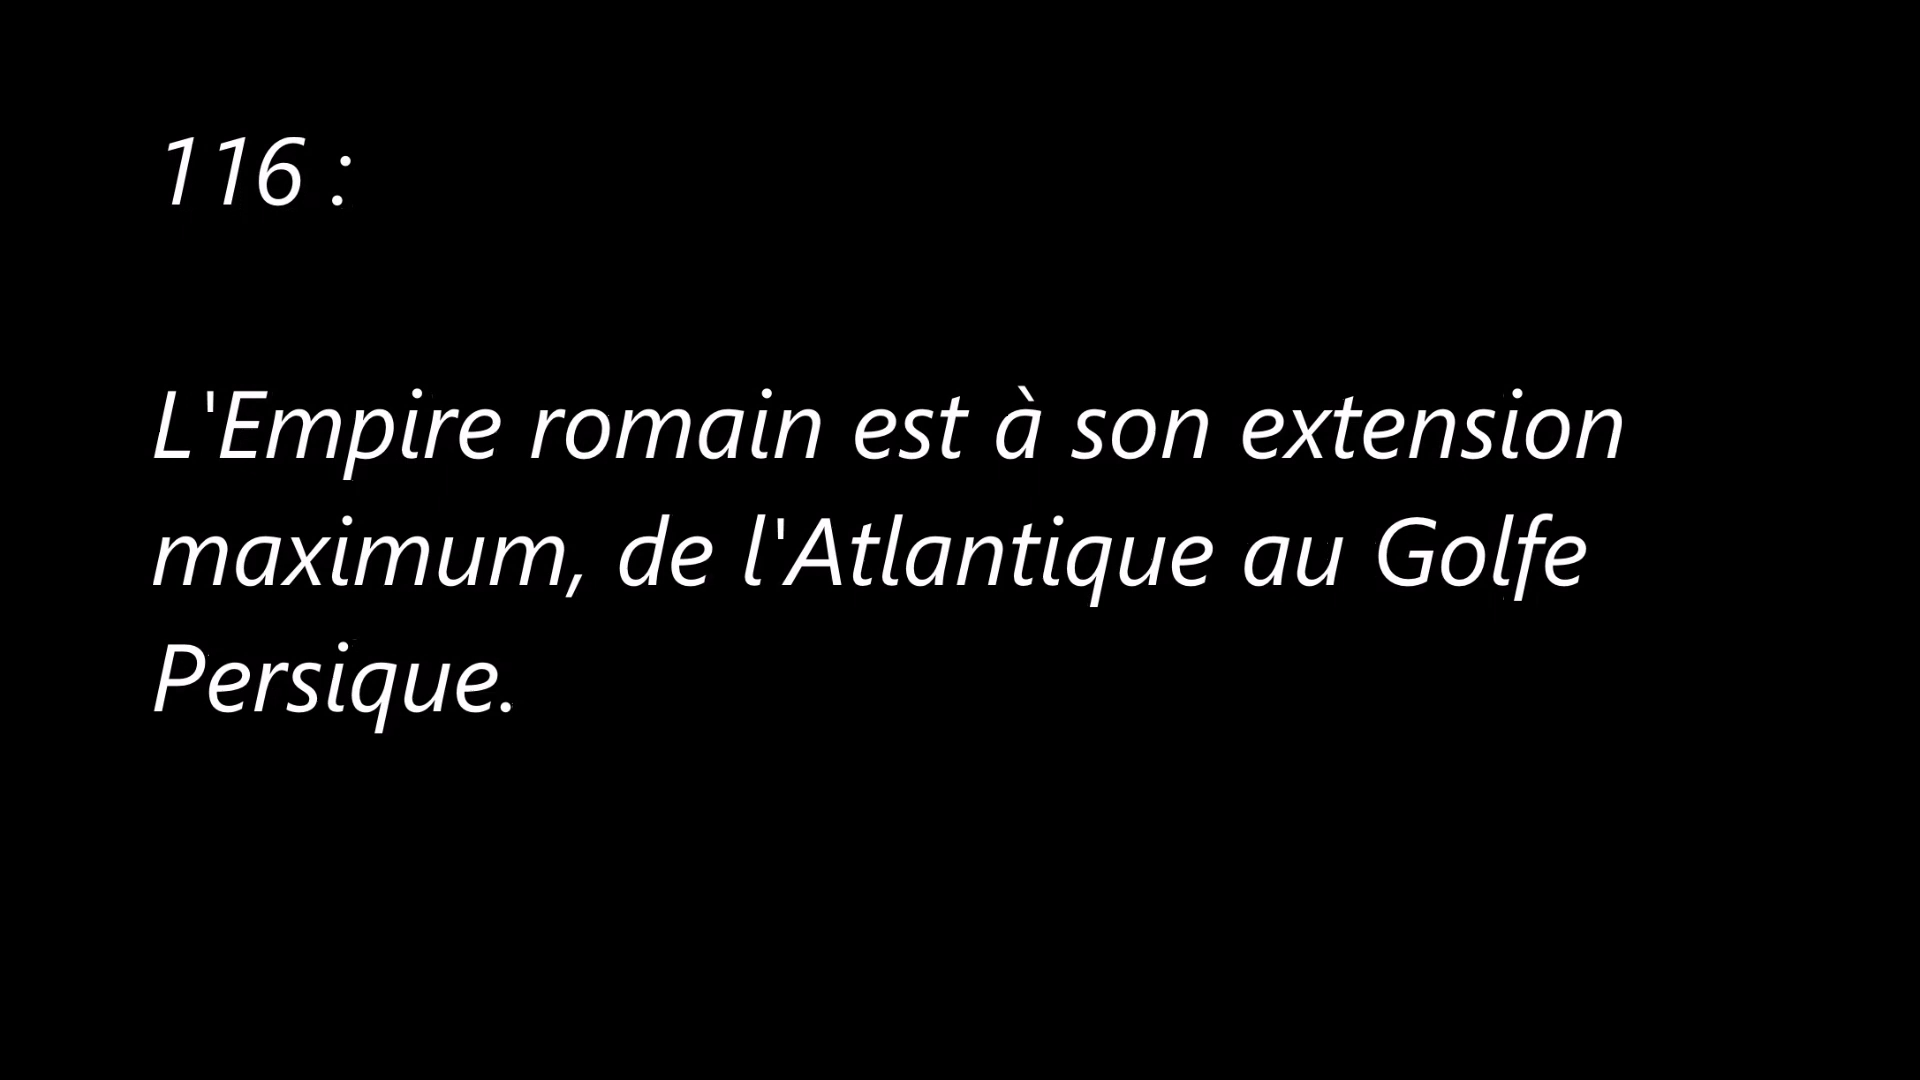 116 :
L'Empire romain est à son extension
maximum, de l'Atlantique au Golfe
Persique.